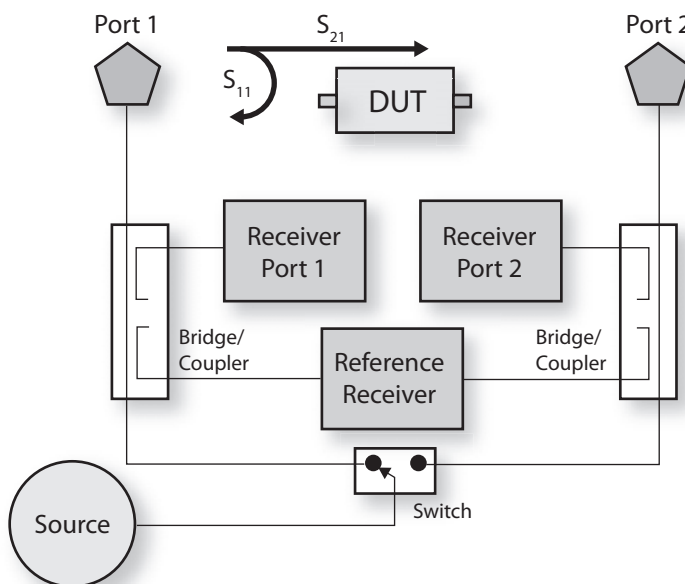 Port 1
S21
Port 2
S11
DUT
Receiver
Port 1
Receiver
Port 2
Bridge/
Coupler
Reference
Receiver
Bridge/
Coupler
Switch
Source